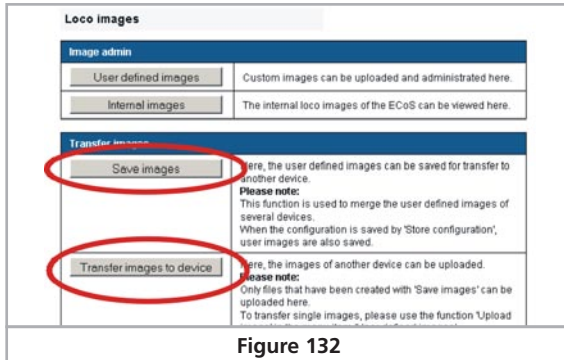 Loco images
Image admin
User defined images
Custom images can be uploaded and administrated here.
Internal images
The internal loco images of the ECoS can be viewed here.
Transfer images
Save images
Here, the user defined images can be saved for transfer to
another device.
Please note:
This function is used to merge the user defined images of
several devices.
When the configuration is saved by 'Store configuration',
user images are also saved.
Transfer images to device
Here, the images of another device can be uploaded.
Please note:
Only files that have been created with 'Save images' can be
uploaded here.
To transfer single images, please use the function 'Upload
Figure 132